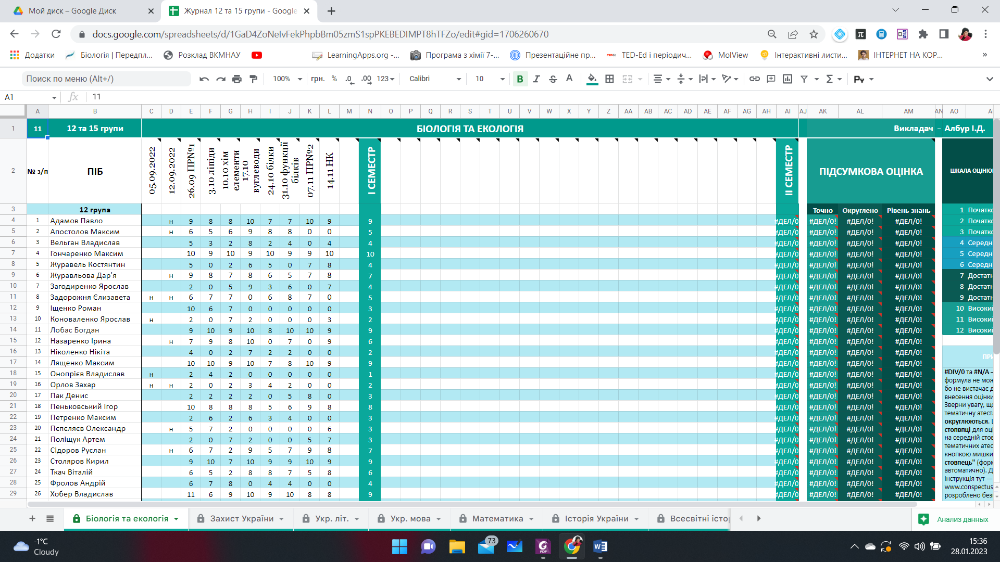 Мой диск – Google Диск
Журнал 12 та 15 групи - Google
docs.google.com/spreadsheets/d/1GaD4ZoNeIvFekPhpbBm05zmS1spPKEBEDIMPT8hTFZo/edit#gid=1706260670
Додатки Біологія | Передпл... Розклад ВКМНАУ LearningApps.org -... Програма з хімії 7-... Презентаційне пр... TED-Ed і періодич... MolView Інтерактивні листи... ІНТЕРНЕТ НА КОР... »
Поиск по меню (Alt+/) 100% грн. % .0 .00 123 Calibri 10 B I S A
A1 fx 11
A B C D E F G H I J K L M N O P Q R S T U V W X Y Z AA AB AC AD AE AF AG AH AI AJ AK AL AM AN AO
1 11 12 та 15 групи БІОЛОГІЯ ТА ЕКОЛОГІЯ Викладач – Албур І.Д.
2 № з/п ПІБ 05.09.2022 12.09.2022 26.09 ПР№1 3.10 ліпіди 10.10 хім елементи 17.10 вуглеводи 24.10 білки 31.10 функції білків 07.11 ПР№2 14.11 НК І СЕМЕСТР ІІ СЕМЕСТР ПІДСУМКОВА ОЦІНКА
3 12 група Точно Округлено Рівень знань 1
4 1 Адамов Павло н 9 8 8 10 7 7 10 9 9 #ДЕЛ/0 #ДЕЛ/0! #ДЕЛ/0! #ДЕЛ/0! 2
5 2 Апостолов Максим н 6 5 6 9 8 8 0 0 5 #ДЕЛ/0 #ДЕЛ/0! #ДЕЛ/0! #ДЕЛ/0! 3
6 3 Вельган Владислав 5 3 2 8 2 4 0 4 4 #ДЕЛ/0 #ДЕЛ/0! #ДЕЛ/0! #ДЕЛ/0! 4
7 4 Гончаренко Максим 10 9 10 9 10 9 9 10 10 #ДЕЛ/0 #ДЕЛ/0! #ДЕЛ/0! #ДЕЛ/0! 5
8 5 Журавель Костянтин 5 0 2 6 5 0 7 8 4 #ДЕЛ/0 #ДЕЛ/0! #ДЕЛ/0! #ДЕЛ/0! 6
9 6 Журавльова Дар'я н 9 8 7 8 6 5 7 8 7 #ДЕЛ/0 #ДЕЛ/0! #ДЕЛ/0! #ДЕЛ/0! 7
10 7 Загодиренко Ярослав 2 0 5 9 3 6 0 7 4 #ДЕЛ/0 #ДЕЛ/0! #ДЕЛ/0! #ДЕЛ/0! 8
11 8 Задорожня Єлизавета н н 6 7 7 0 6 8 7 0 5 #ДЕЛ/0 #ДЕЛ/0! #ДЕЛ/0! #ДЕЛ/0! 9
12 9 Іщенко Роман 10 6 7 0 0 0 0 0 3 #ДЕЛ/0 #ДЕЛ/0! #ДЕЛ/0! #ДЕЛ/0! 10
13 10 Коноваленко Ярослав н 2 0 7 2 0 0 0 3 2 #ДЕЛ/0 #ДЕЛ/0! #ДЕЛ/0! #ДЕЛ/0! 11
14 11 Лобас Богдан 9 10 9 10 8 10 10 9 9 #ДЕЛ/0 #ДЕЛ/0! #ДЕЛ/0! #ДЕЛ/0! 12
15 12 Назаренко Ірина н 7 9 8 10 0 7 0 9 6 #ДЕЛ/0 #ДЕЛ/0! #ДЕЛ/0! #ДЕЛ/0!
16 13 Ніколенко Нікіта 4 0 2 7 2 2 0 0 2 #ДЕЛ/0 #ДЕЛ/0! #ДЕЛ/0! #ДЕЛ/0!
17 14 Лященко Максим 10 10 9 10 7 8 10 9 9 #ДЕЛ/0 #ДЕЛ/0! #ДЕЛ/0! #ДЕЛ/0!
18 15 Онопрієв Владислав н 2 4 2 0 0 0 0 0 1 #ДЕЛ/0 #ДЕЛ/0! #ДЕЛ/0! #ДЕЛ/0! #DIV/0 та #N/A –
19 16 Орлов Захар н н 2 0 2 3 4 2 0 0 2 #ДЕЛ/0 #ДЕЛ/0! #ДЕЛ/0! #ДЕЛ/0! формула не
20 17 Пак Денис 2 2 2 2 0 5 8 0 3 #ДЕЛ/0 #ДЕЛ/0! #ДЕЛ/0! #ДЕЛ/0! бо не вистачає
21 18 Пеньковський Ігор 10 8 8 8 5 6 9 8 8 #ДЕЛ/0 #ДЕЛ/0! #ДЕЛ/0! #ДЕЛ/0! Зверни увагу,
22 19 Петренко Максим 2 6 2 6 3 4 0 0 3 #ДЕЛ/0 #ДЕЛ/0! #ДЕЛ/0! #ДЕЛ/0! округлюються.
23 20 Пєпєляєв Олександр н 5 7 2 0 0 0 0 6 3 #ДЕЛ/0 #ДЕЛ/0! #ДЕЛ/0! #ДЕЛ/0! стовпці для
24 21 Поліщук Артем 2 0 7 2 0 0 5 7 3 #ДЕЛ/0 #ДЕЛ/0! #ДЕЛ/0! #ДЕЛ/0! на середній
25 22 Сідоров Руслан н 6 7 2 9 5 7 9 8 7 #ДЕЛ/0 #ДЕЛ/0! #ДЕЛ/0! #ДЕЛ/0! кнопкою мишки
26 23 Столяров Кирил 9 10 7 10 9 9 10 9 9 #ДЕЛ/0 #ДЕЛ/0! #ДЕЛ/0! #ДЕЛ/0! стовпець"
27 24 Ткач Віталій 6 5 2 8 8 7 5 8 6 #ДЕЛ/0 #ДЕЛ/0! #ДЕЛ/0! #ДЕЛ/0! автоматично).
28 25 Фролов Андрій 6 7 8 0 4 4 0 0 4 #ДЕЛ/0 #ДЕЛ/0! #ДЕЛ/0! #ДЕЛ/0! інструкція тут —
29 26 Хобер Владислав 11 6 9 10 9 10 8 8 9 #ДЕЛ/0 #ДЕЛ/0! #ДЕЛ/0! #ДЕЛ/0! www.conspectus
розроблено
Біологія та екологія Захист України Укр. літ. Укр. мова Математика Історія України Всесвітні Анализ данных
-1°C
Cloudy
73
15:36
28.01.2023